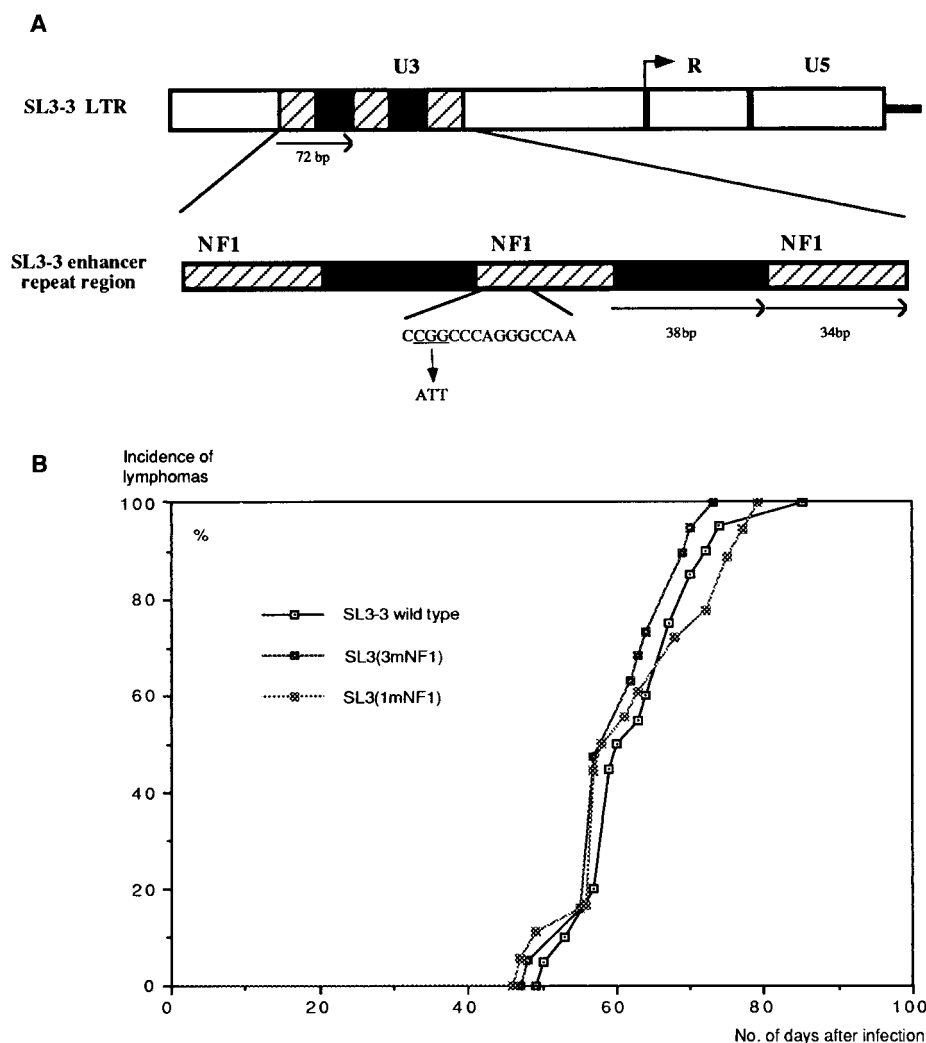 A
U3
R
U5
SL3-3 LTR
72 bp
NF1
NF1
NF1
SL3-3 enhancer
repeat region
38bp
34bp
CCGGCCCAGGGCCAA
ATT
B
Incidence of
lymphomas
100
%
80
60
40
20
0
SL3-3 wild type
SL3(3mNF1)
SL3(1mNF1)
0
20
40
60
80
100
No. of days after infection